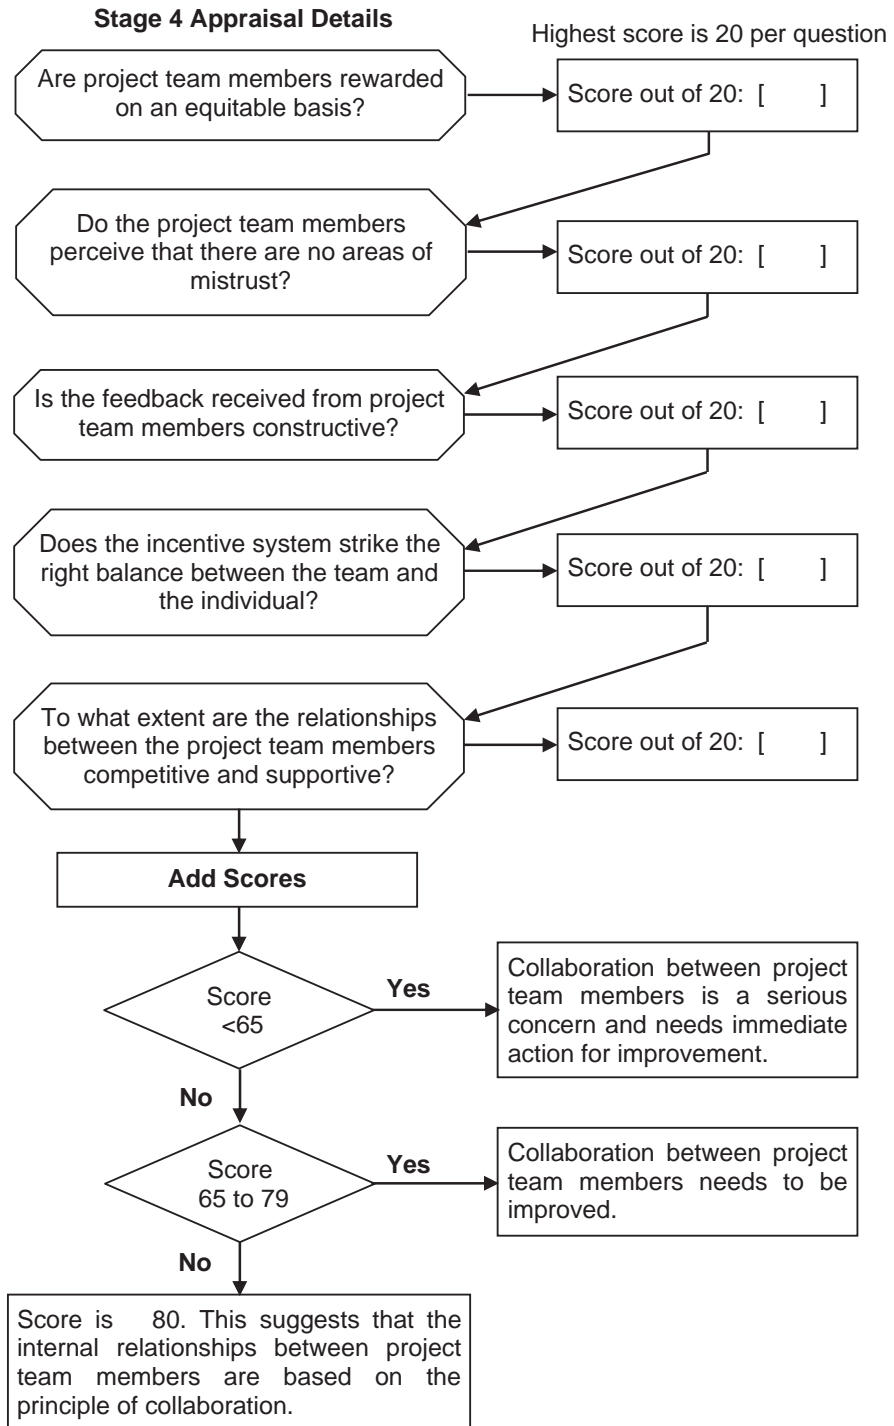 Stage 4 Appraisal Details
Highest score is 20 per question
Are project team members rewarded
on an equitable basis?
Score out of 20: [ ]
Do the project team members
perceive that there are no areas of
mistrust?
Score out of 20: [ ]
Is the feedback received from project
team members constructive?
Score out of 20: [ ]
Does the incentive system strike the
right balance between the team and
the individual?
Score out of 20: [ ]
To what extent are the relationships
between the project team members
competitive and supportive?
Score out of 20: [ ]
Add Scores
Score
<65
Yes
Collaboration between project
team members is a serious
concern and needs immediate
action for improvement.
No
Score
65 to 79
Yes
Collaboration between project
team members needs to be
improved.
No
Score is 80. This suggests that the
internal relationships between project
team members are based on the
principle of collaboration.